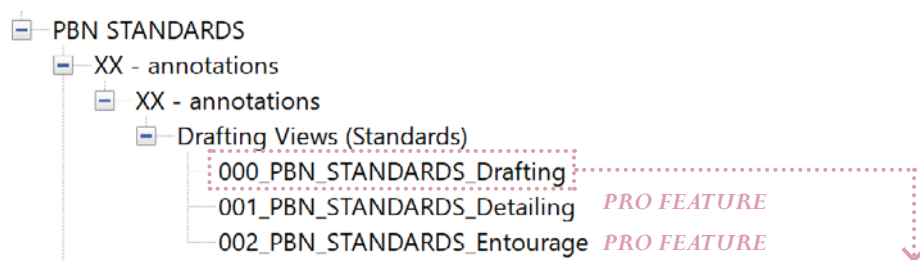 PBN STANDARDS
XX - annotations
XX - annotations
Drafting Views (Standards)
000_PBN_STANDARDS_Drafting
001_PBN_STANDARDS_Detailing PRO FEATURE
002_PBN_STANDARDS_Entourage PRO FEATURE